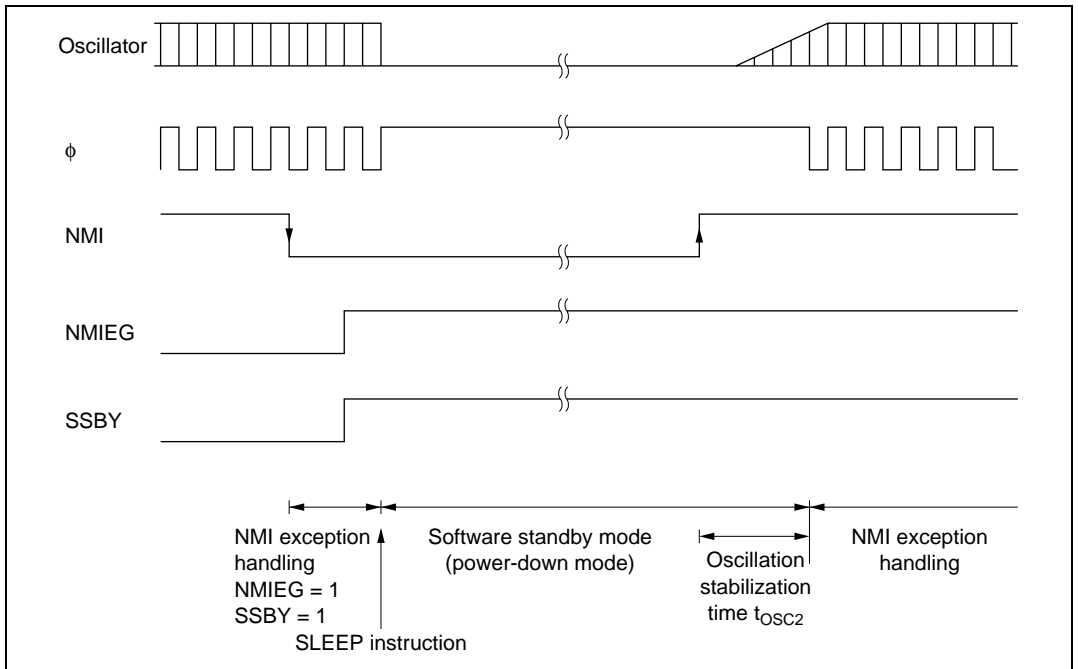 Oscillator
ϕ
NMI
NMIEG
SSBY
NMI exception
handling
NMIEG = 1
SSBY = 1
SLEEP instruction
Software standby mode
(power-down mode)
Oscillation
stabilization
time tOSC2
NMI exception
handling